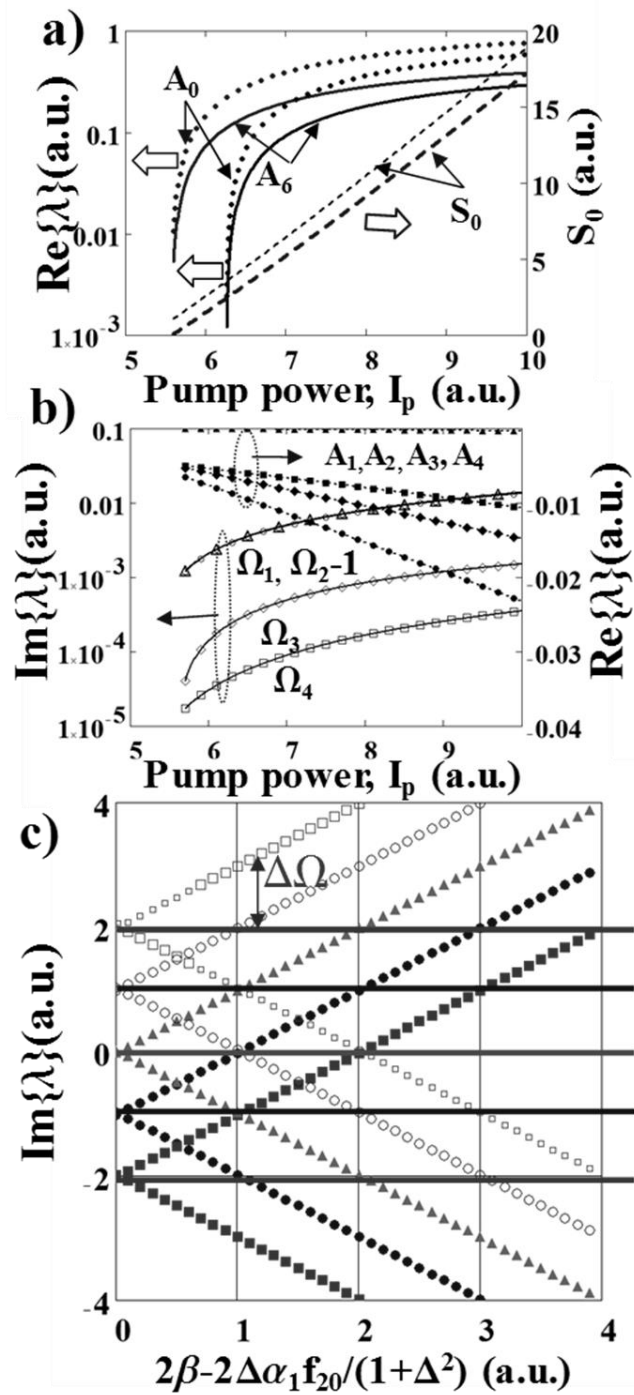 a)
1
0.1
0.01
1×10⁻³
Re{λ}(a.u.)
A₀
A₆
S₀
20
15
10
5
0
S₀ (a.u.)
5 6 7 8 9 10
Pump power, Iₚ (a.u.)
b)
0.1
0.01
1×10⁻³
1×10⁻⁴
1×10⁻⁵
Im{λ}(a.u.)
A₁,A₂,A₃,A₄
Ω₁, Ω₂-1
Ω₃
Ω₄
-0.01
-0.02
-0.03
-0.04
Re{λ}(a.u.)
5 6 7 8 9
Pump power, Iₚ (a.u.)
c)
4
2
0
-2
-4
Im{λ}(a.u.)
ΔΩ
0 1 2 3 4
2β-2Δα₁f₂₀/(1+Δ²) (a.u.)